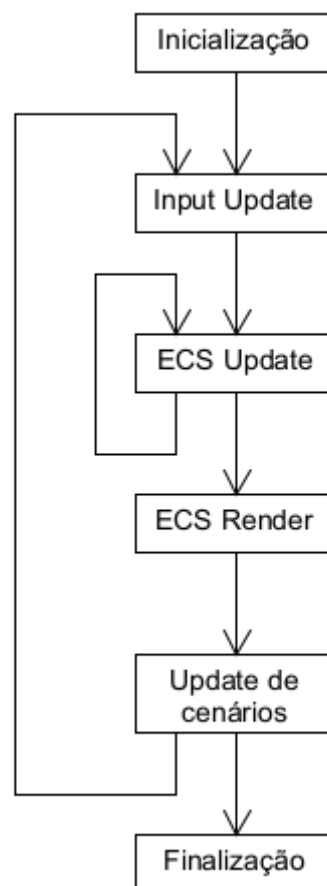 Inicialização
Input Update
ECS Update
ECS Render
Update de
cenários
Finalização